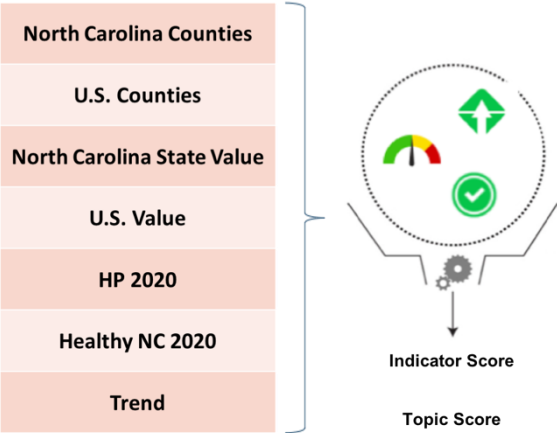 North Carolina Counties
U.S. Counties
North Carolina State Value
U.S. Value
HP 2020
Healthy NC 2020
Trend
Indicator Score
Topic Score